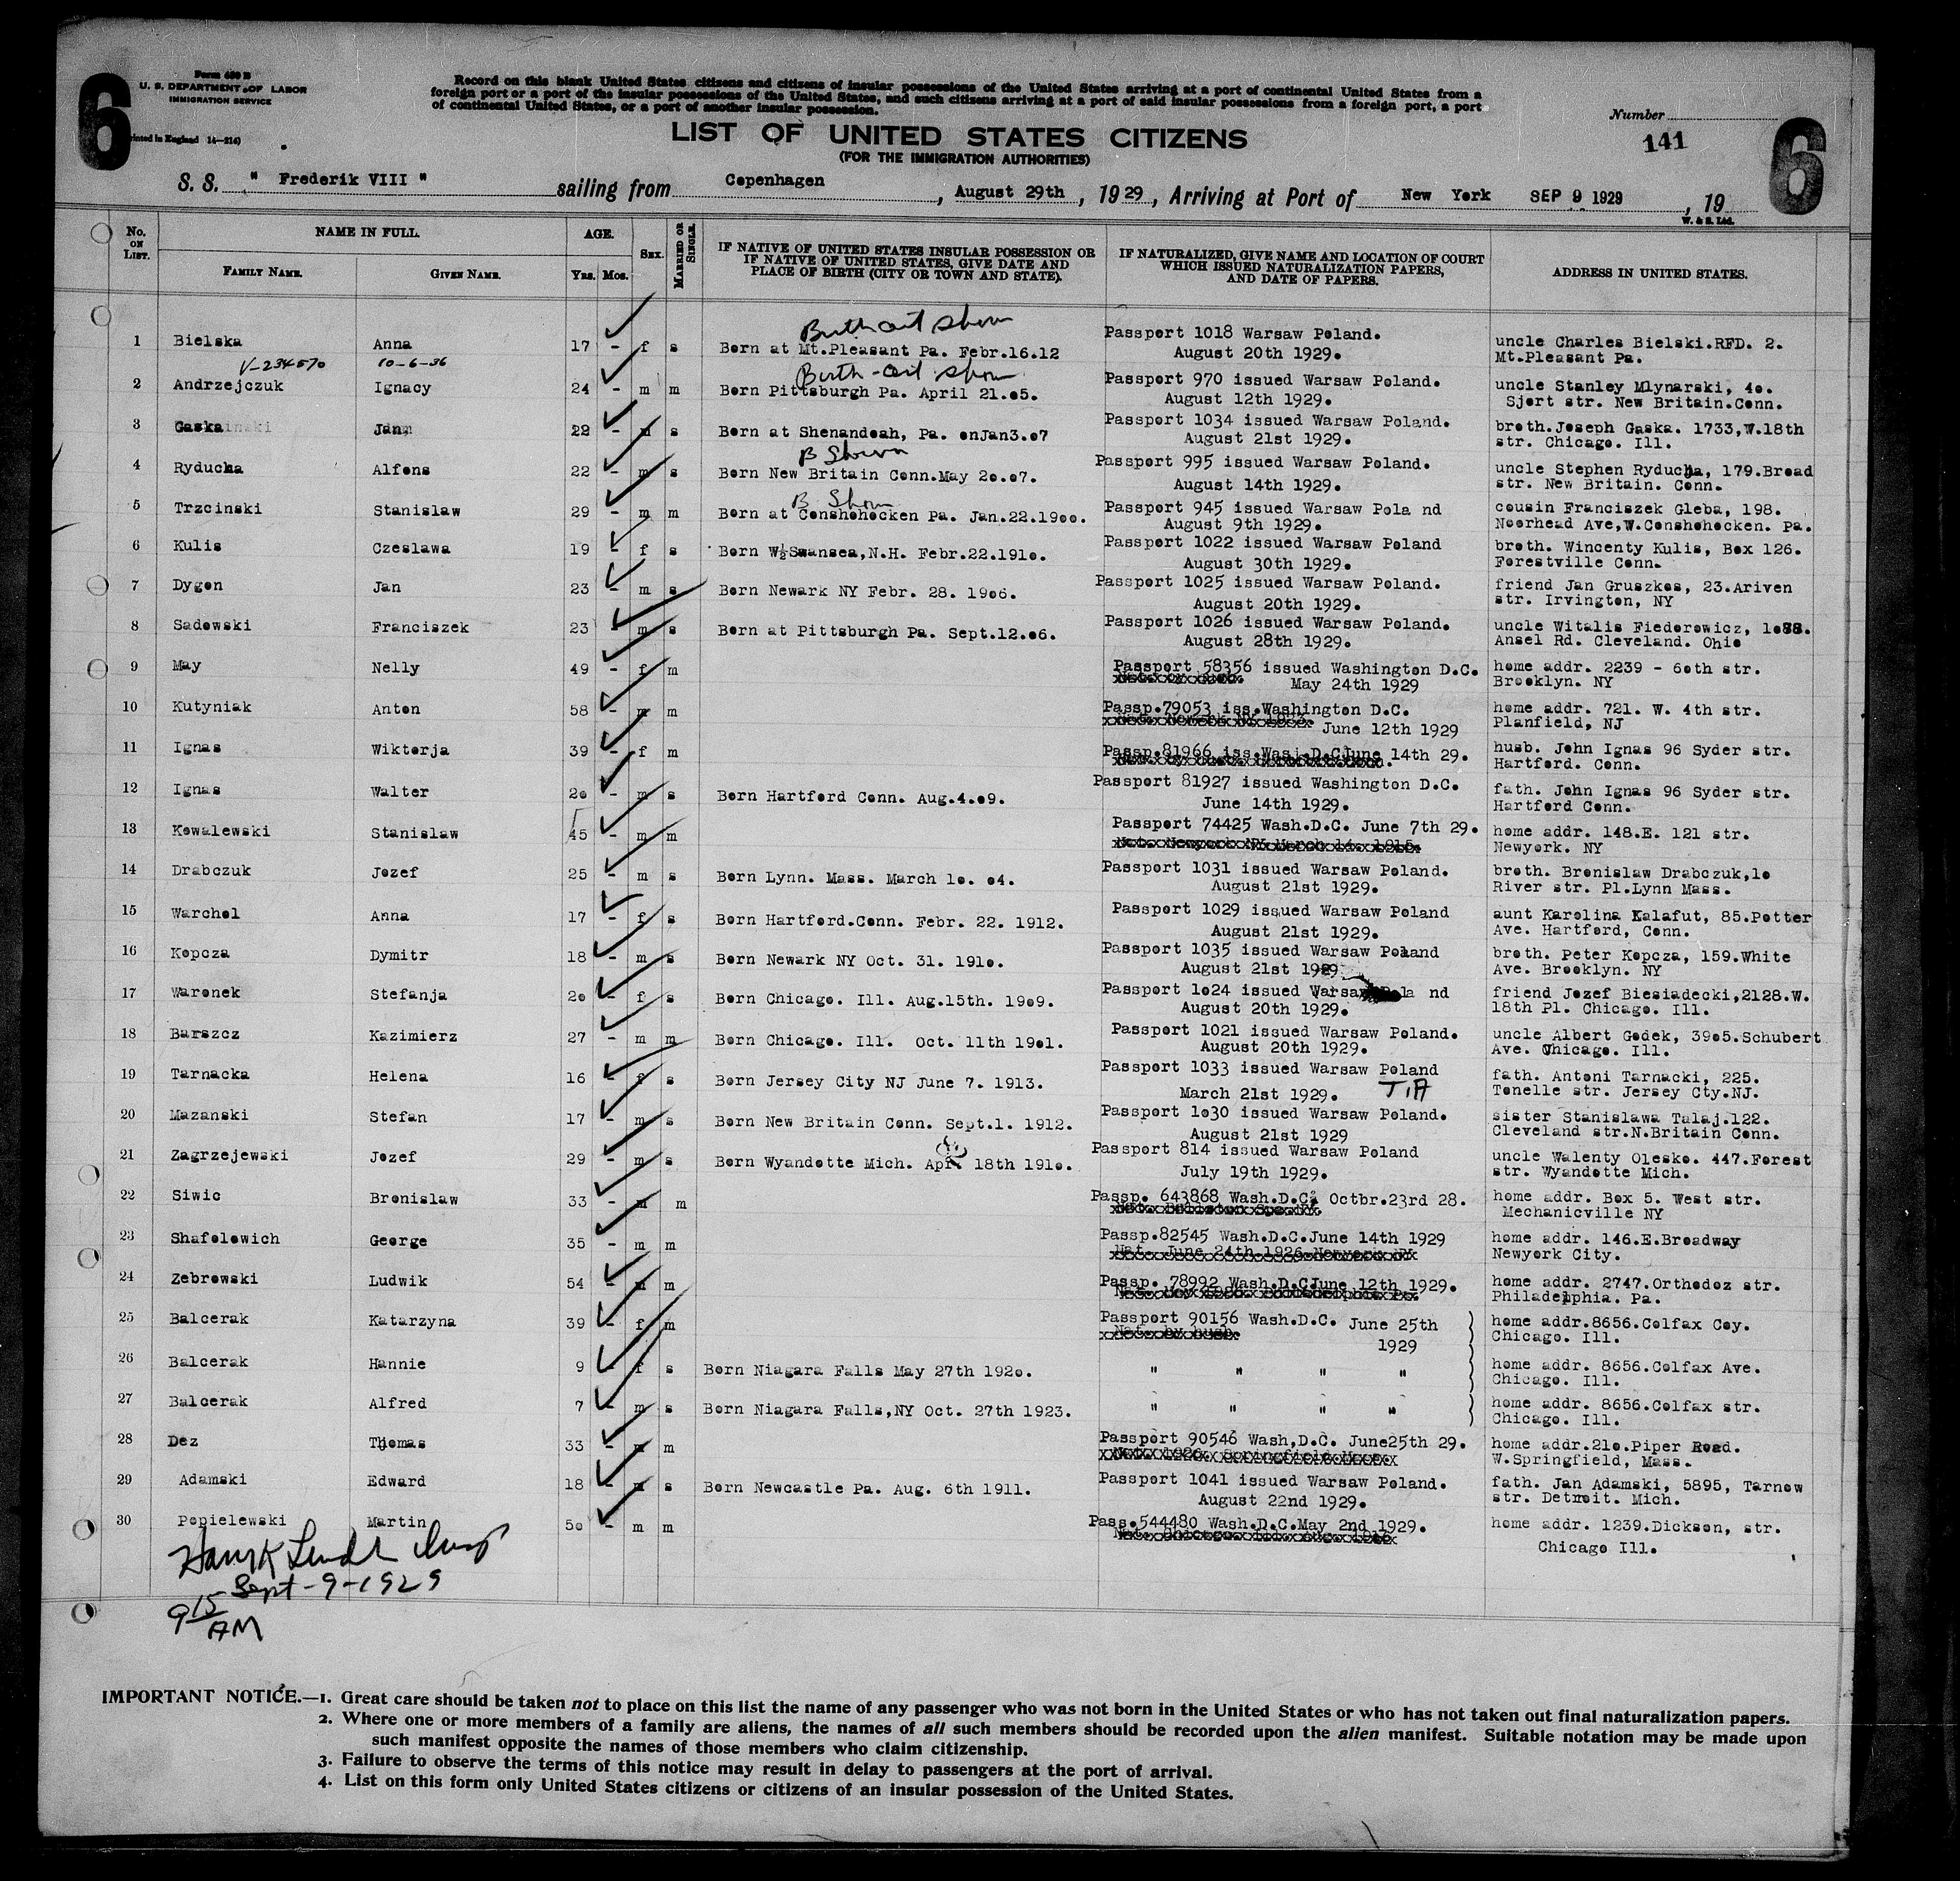 6
Form 630 B
U. S. DEPARTMENT OF LABOR
IMMIGRATION SERVICE
Printed in England 14—214)
Record on this blank United States citizens and citizens of insular possessions of the United States arriving at a port of continental United States from a
foreign port or a port of the insular possessions of the United States, and such citizens arriving at a port of said insular possessions from a foreign port, a port
of continental United States, or a port of another insular possession.
Number
141
6
LIST OF UNITED STATES CITIZENS
(FOR THE IMMIGRATION AUTHORITIES)
S. S. " Frederik VIII " sailing from Copenhagen, August 29th, 1929, Arriving at Port of New York SEP 9 1929, 19
W. & S. Ltd.
No. ON LIST. NAME IN FULL. AGE. SEX. MARRIED OR SINGLE. IF NATIVE OF UNITED STATES INSULAR POSSESSION OR IF NATIVE OF UNITED STATES, GIVE DATE AND PLACE OF BIRTH (CITY OR TOWN AND STATE). IF NATURALIZED, GIVE NAME AND LOCATION OF COURT WHICH ISSUED NATURALIZATION PAPERS, AND DATE OF PAPERS. ADDRESS IN UNITED STATES.
FAMILY NAME. GIVEN NAME. YRS. MOS.
Birth cert shown
1 Bielska Anna 17 - f s Born at Mt.Pleasant Pa. Febr.16.12 Passport 1018 Warsaw Poland. uncle Charles Bielski.RFD. 2.
August 20th 1929. Mt.Pleasant Pa.
V-234570 10-6-36 Birth-cert shown
2 Andrzejczuk Ignacy 24 - m m Born Pittsburgh Pa. April 21.05. Passport 970 issued Warsaw Poland. uncle Stanley Mlynarski, 40.
August 12th 1929. Sjort str. New Britain.Conn.
3 Gaska Jan 22 - m s Born at Shenandoah, Pa. onJan3.07 Passport 1034 issued Warsaw Poland. broth.Joseph Gaska. 1733,W.18th
August 21st 1929. str. Chicago. Ill.
B Shown
4 Ryducha Alfons 22 - m s Born New Britain Conn.May 20.07. Passport 995 issued Warsaw Poland. uncle Stephen Ryducha, 179.Broad
August 14th 1929. str. New Britain. Conn.
B Shown
5 Trzcinski Stanislaw 29 - m m Born at Conshohocken Pa. Jan.22.1900. Passport 945 issued Warsaw Pola nd cousin Franciszek Gleba, 198.
August 9th 1929. Noorhead Ave,W.Conshohocken. Pa.
6 Kulis Czeslawa 19 - f s Born W½Swansea,N.H. Febr.22.1910. Passport 1022 issued Warsaw Poland broth. Wincenty Kulis, Box 126.
August 30th 1929. Forestville Conn.
7 Dygon Jan 23 - m s Born Newark NY Febr. 28. 1906. Passport 1025 issued Warsaw Poland. friend Jan Gruszkos, 23.Ariven
August 20th 1929. str. Irvington, NY
8 Sadowski Franciszek 23 - m s Born at Pittsburgh Pa. Sept.12.06. Passport 1026 issued Warsaw Poland. uncle Witalis Fiederowicz, 1088.
August 28th 1929. Ansel Rd. Cleveland. Ohio
9 May Nelly 49 - f m Passport 58356 issued Washington D.C. home addr. 2239 - 60th str.
May 24th 1929 Brooklyn. NY
10 Kutyniak Anton 58 - m m Passp.79053 iss.Washington D.C. home addr. 721. W. 4th str.
June 12th 1929 Planfield, NJ
11 Ignas Wiktorja 39 - f m Passp.81966 iss.Wash.D.C.June 14th 29. husb. John Ignas 96 Syder str.
Hartford. Conn.
12 Ignas Walter 20 - m s Born Hartford Conn. Aug.4.09. Passport 81927 issued Washington D.C. fath. John Ignas 96 Syder str.
June 14th 1929. Hartford Conn.
13 Kowalewski Stanislaw 45 - m m Passport 74425 Wash.D.C. June 7th 29. home addr. 148.E. 121 str.
Nat. Newyork NY March 14. 1915. Newyork. NY
14 Drabczuk Jozef 25 - m s Born Lynn. Mass. March 10. 04. Passport 1031 issued Warsaw Poland. broth. Bronislaw Drabczuk,10
August 21st 1929. River str. Pl.Lynn Mass.
15 Warchol Anna 17 - f s Born Hartford.Conn. Febr. 22. 1912. Passport 1029 issued Warsaw Poland aunt Karolina Kalafut, 85.Potter
August 21st 1929. Ave. Hartford, Conn.
16 Kopcza Dymitr 18 - m s Born Newark NY Oct. 31. 1910. Passport 1035 issued Warsaw Poland broth. Peter Kopcza, 159.White
August 21st 1929. Ave. Brooklyn. NY
17 Waronek Stefanja 20 - f s Born Chicago. Ill. Aug.15th. 1909. Passport 1024 issued Warsaw Pola nd friend Jozef Biesiadecki,2128.W.
August 20th 1929. 18th Pl. Chicago. Ill.
18 Barszcz Kazimierz 27 - m m Born Chicago. Ill. Oct. 11th 1901. Passport 1021 issued Warsaw Poland. uncle Albert Godek, 3905.Schubert
August 20th 1929. Ave. Chicago. Ill.
19 Tarnacka Helena 16 - f s Born Jersey City NJ June 7. 1913. Passport 1033 issued Warsaw Poland fath. Antoni Tarnacki, 225.
March 21st 1929. J.A Tonelle str. Jersey Cty.NJ.
20 Mazanski Stefan 17 - m s Born New Britain Conn. Sept.1. 1912. Passport 1030 issued Warsaw Poland. sister Stanislawa Talaj.122.
August 21st 1929 Cleveland str.N.Britain Conn.
21 Zagrzejewski Jozef 29 - m s Born Wyandotte Mich. Apr. 18th 1910. Passport 814 issued Warsaw Poland uncle Walenty Olesko. 447.Forest
July 19th 1929. str. Wyandotte Mich.
22 Siwic Bronislaw 33 - m m Passp. 643868 Wash.D.C. Octbr.23rd 28. home addr. Box 5. West str.
Mechanicville NY
23 Shafolowich George 35 - m m Passp.82545 Wash.D.C.June 14th 1929 home addr. 146.E.Broadway
Nat. June 24th 1926.Newyork NY Newyork City.
24 Zebrowski Ludwik 54 - m m Passp. 78992 Wash.D.C.June 12th 1929. home addr. 2747.Orthodoz str.
Philadelphia. Pa.
25 Balcerak Katarzyna 39 - f m Passport 90156 Wash.D.C. June 25th home addr.8656.Colfax Coy.
Nat. by husb. 1929 Chicago. Ill.
26 Balcerak Hannie 9 - f s Born Niagara Falls May 27th 1920. " " " " home addr. 8656.Colfax Ave.
Chicago. Ill.
27 Balcerak Alfred 7 - m s Born Niagara Falls,NY Oct. 27th 1923. " " " " home addr. 8656.Colfax str.
Chicago. Ill.
28 Dez Thomas 33 - m m Passport 90546 Wash,D.C. June25th 29. home addr.210.Piper Road.
W.Springfield, Mass.
29 Adamski Edward 18 - m s Born Newcastle Pa. Aug. 6th 1911. Passport 1041 issued Warsaw Poland. fath. Jan Adamski, 5895, Tarnow
August 22nd 1929. str. Detroit. Mich.
30 Popielewski Martin 50 - m m Pass.544480 Wash.D.C.May 2nd 1929. home addr. 1239.Dickson, str.
Chicago Ill.
Sept-9-1929
9 15 AM
IMPORTANT NOTICE.—1. Great care should be taken not to place on this list the name of any passenger who was not born in the United States or who has not taken out final naturalization papers.
2. Where one or more members of a family are aliens, the names of all such members should be recorded upon the alien manifest. Suitable notation may be made upon
such manifest opposite the names of those members who claim citizenship.
3. Failure to observe the terms of this notice may result in delay to passengers at the port of arrival.
4. List on this form only United States citizens or citizens of an insular possession of the United States.